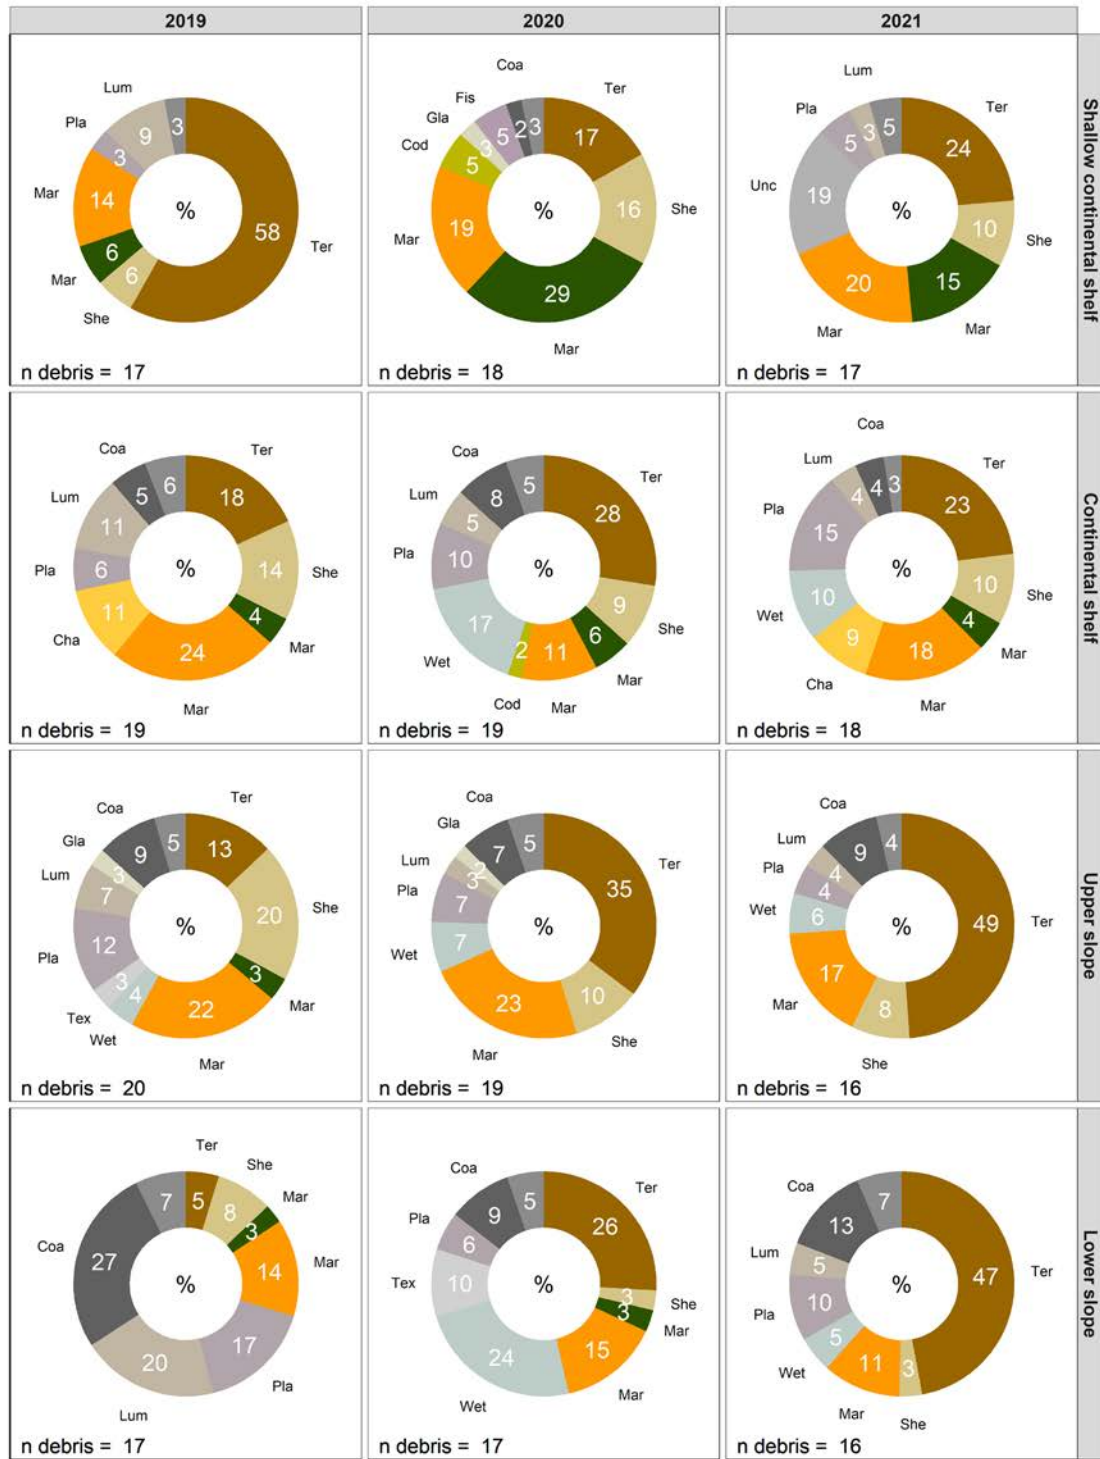 2019 2020 2021
Shallow continental shelf
Lum
Pla
Mar
Mar
She
Ter
3
9
3
14
6
6
58
%
n debris = 17
Coa
Fis
Gla
Cod
Mar
Ter
She
Mar
2
3
5
3
5
19
29
16
17
%
n debris = 18
Lum
Pla
Unc
Mar
Mar
She
Ter
5
3
5
19
20
15
10
24
%
n debris = 17
Continental shelf
Coa
Lum
Pla
Cha
Mar
Mar
She
Ter
6
5
11
6
11
24
4
14
18
%
n debris = 19
Coa
Lum
Pla
Wet
Cod
Mar
Mar
She
Ter
5
8
5
10
17
2
11
6
9
28
%
n debris = 19
Coa
Lum
Pla
Wet
Cha
Mar
Mar
She
Ter
3
4
4
15
10
9
18
4
10
23
%
n debris = 18
Upper slope
Coa
Gla
Lum
Pla
Tex
Wet
Mar
Mar
She
Ter
5
9
3
7
12
3
4
22
3
20
13
%
n debris = 20
Coa
Gla
Lum
Pla
Wet
Mar
She
Ter
5
7
2
3
7
7
23
10
35
%
n debris = 19
Coa
Lum
Pla
Wet
Mar
She
Ter
4
9
4
4
6
17
8
49
%
n debris = 16
Lower slope
Ter
She
Mar
Mar
Pla
Lum
Coa
7
5
8
3
14
17
20
27
%
n debris = 17
Coa
Pla
Tex
Wet
Mar
Mar
She
Ter
5
9
6
10
24
15
3
3
26
%
n debris = 17
Coa
Lum
Pla
Wet
Mar
She
Ter
7
13
5
10
5
11
3
47
%
n debris = 16